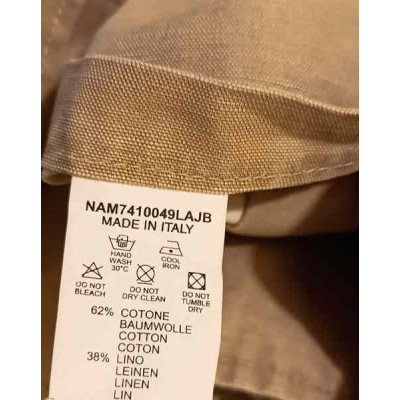 NAM7410049LAJB
MADE IN ITALY
HAND WASH 30°C
COOL IRON
DO NOT BLEACH
DO NOT DRY CLEAN
DO NOT TUMBLE DRY
62% COTONE
BAUMWOLLE
COTTON
COTON
38% LINO
LEINEN
LINEN
LIN